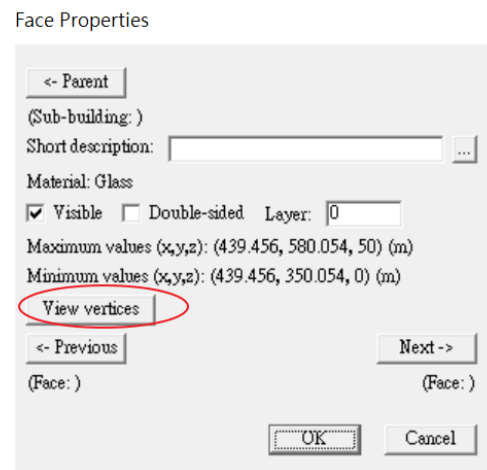 Face Properties
<- Parent
(Sub-building: )
Short description:
...
Material: Glass
Visible Double-sided Layer: 0
Maximum values (x,y,z): (439.456, 580.054, 50) (m)
Minimum values (x,y,z): (439.456, 350.054, 0) (m)
View vertices
<- Previous Next ->
(Face: ) (Face: )
OK Cancel